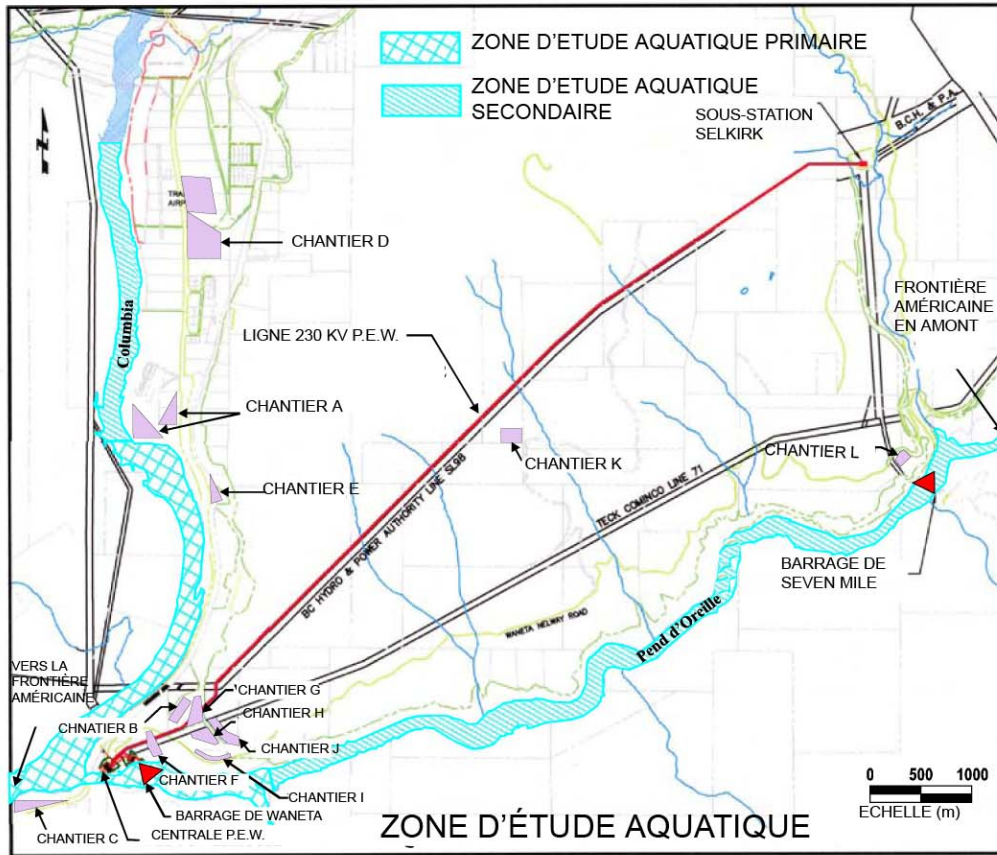 ZONE D'ETUDE AQUATIQUE PRIMAIRE
ZONE D'ETUDE AQUATIQUE
SECONDAIRE
SOUS-STATION
SELKIRK
B.C.H. & P.A.
AIRPORT
CHANTIER D
Columbia
FRONTIÈRE
AMÉRICAINE
EN AMONT
LIGNE 230 KV P.E.W.
CHANTIER A
CHANTIER K
CHANTIER L
CHANTIER E
BC HYDRO & POWER AUTHORITY LINE SL98
TECK COMINCO LINE 71
BARRAGE DE
SEVEN MILE
WANETA NELWAY ROAD
Pend d'Oreille
VERS LA
FRONTIÈRE
AMÉRICAINE
CHANTIER G
CHNATIER B
CHANTIER H
CHANTIER J
CHANTIER F
CHANTIER I
BARRAGE DE WANETA
CENTRALE P.E.W.
CHANTIER C
0 500 1000
ECHELLE (m)
ZONE D'ÉTUDE AQUATIQUE